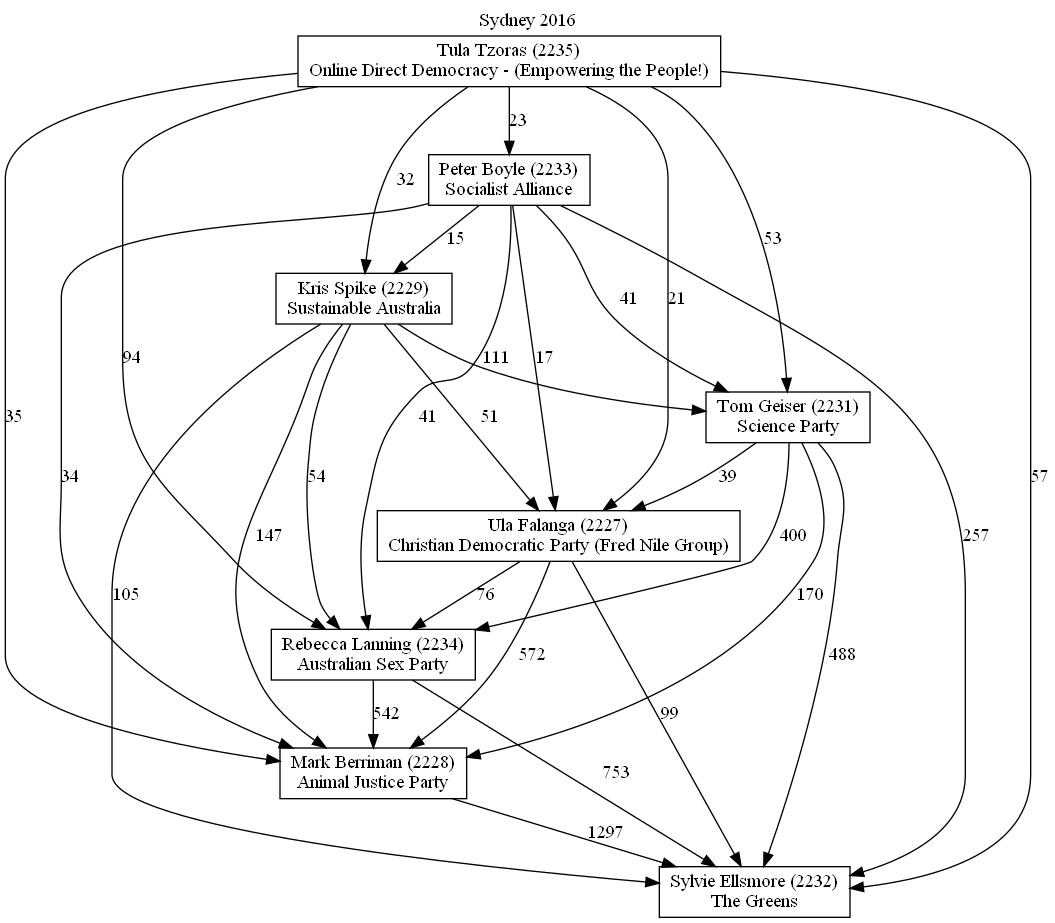 Sydney 2016
Tula Tzoras (2235)
Online Direct Democracy - (Empowering the People!)
23
Peter Boyle (2233)
Socialist Alliance
32
15
53
Kris Spike (2229)
Sustainable Australia
41
21
94
111
17
Tom Geiser (2231)
Science Party
35
41
51
34
54
39
57
Ula Falanga (2227)
Christian Democratic Party (Fred Nile Group)
147
400
257
105
76
170
Rebecca Lanning (2234)
Australian Sex Party
572
488
542
99
Mark Berriman (2228)
Animal Justice Party
753
1297
Sylvie Ellsmore (2232)
The Greens